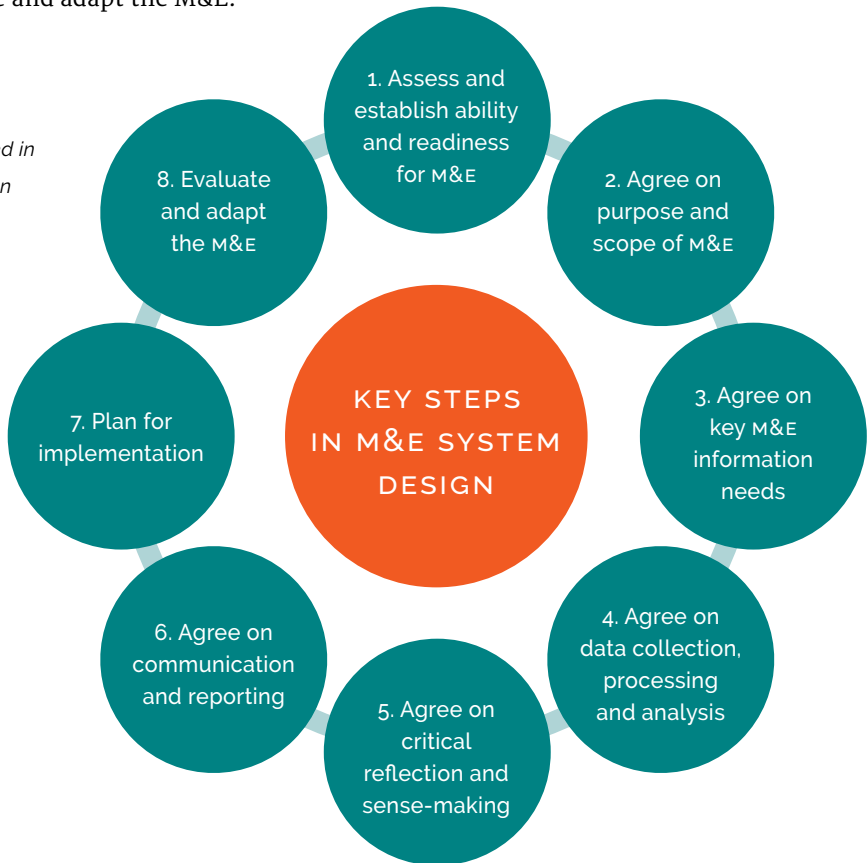 and adapt the M&E.
1. Assess and
establish ability
and readiness
for M&E
2. Agree on
purpose and
scope of M&E
3. Agree on
key M&E
information
needs
4. Agree on
data collection,
processing
and analysis
5. Agree on
critical
reflection and
sense-making
6. Agree on
communication
and reporting
7. Plan for
implementation
8. Evaluate
and adapt
the M&E
KEY STEPS
IN M&E SYSTEM
DESIGN
in